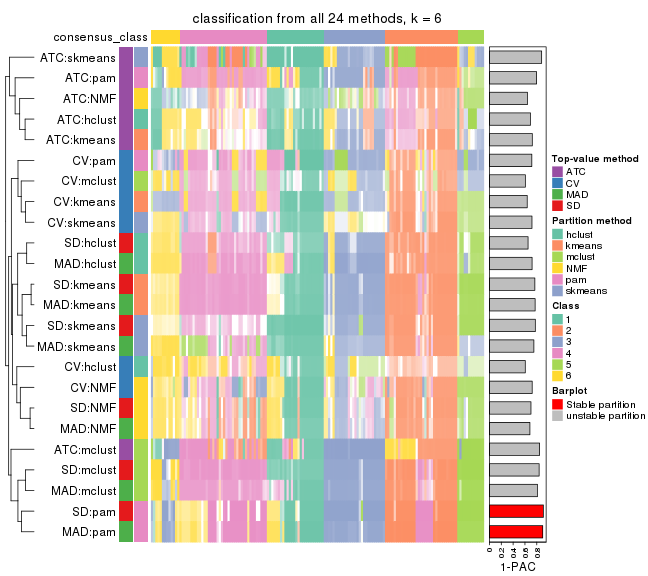 classification from all 24 methods, k = 6
consensus_class
ATC:skmeans
ATC:pam
ATC:NMF
ATC:hclust
ATC:kmeans
CV:pam
CV:mclust
CV:kmeans
CV:skmeans
SD:hclust
MAD:hclust
SD:kmeans
MAD:kmeans
SD:skmeans
MAD:skmeans
CV:hclust
CV:NMF
SD:NMF
MAD:NMF
ATC:mclust
SD:mclust
MAD:mclust
SD:pam
MAD:pam
0
0.2
0.4
0.6
0.8
1-PAC
Top-value method
ATC
CV
MAD
SD
Partition method
hclust
kmeans
mclust
NMF
pam
skmeans
Class
1
2
3
4
5
6
Barplot
Stable partition
unstable partition